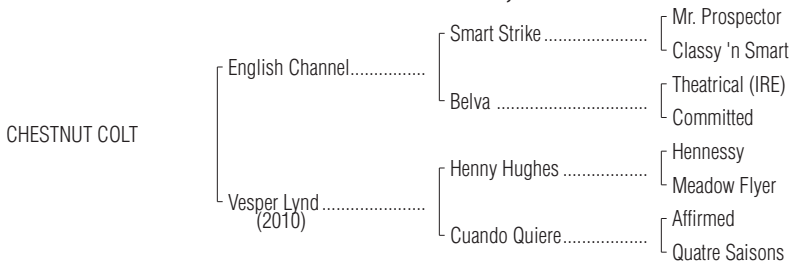 Mr. Prospector
Smart Strike.......................
Classy 'n Smart
English Channel................
Theatrical (IRE)
Belva ................................
Committed
CHESTNUT COLT
Hennessy
Henny Hughes ..................
Meadow Flyer
Vesper Lynd ......................
(2010)
Affirmed
Cuando Quiere..................
Quatre Saisons